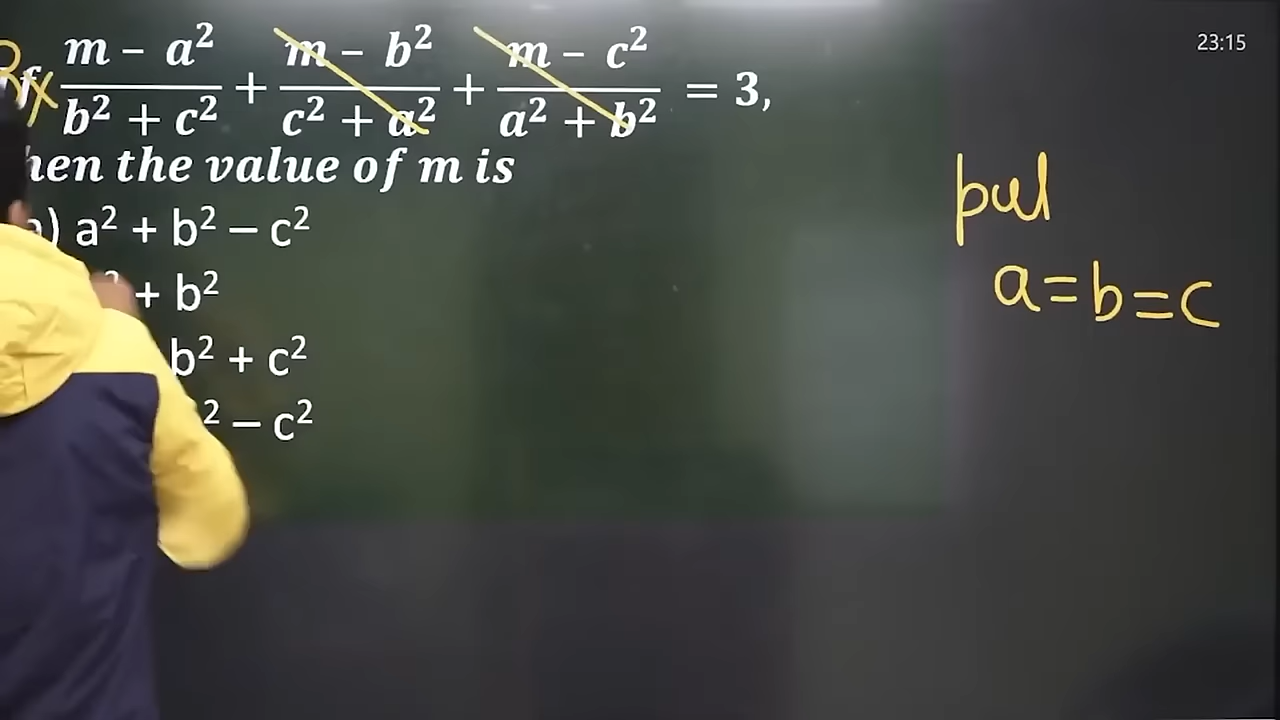 23:15
3x (m – a²)/(b² + c²) + (m – b²)/(c² + a²) + (m – c²)/(a² + b²) = 3,
the value of m is
a² + b² – c²
+ b²
b² + c²
² – c²
put
a=b=c